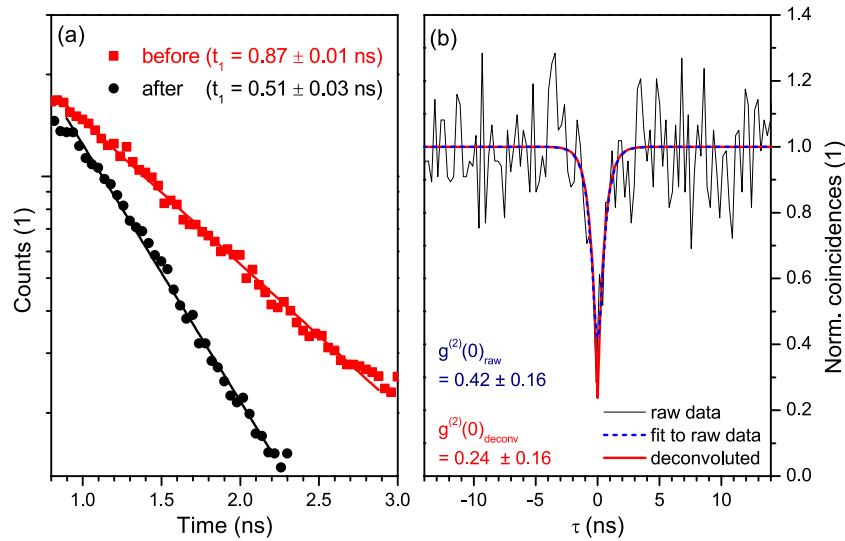 (a)
before (t₁ = 0.87 ± 0.01 ns)
after (t₁ = 0.51 ± 0.03 ns)
Counts (1)
1.0 1.5 2.0 2.5 3.0
Time (ns)
(b)
g⁽²⁾(0)raw
= 0.42 ± 0.16
g⁽²⁾(0)deconv
= 0.24 ± 0.16
raw data
fit to raw data
deconvoluted
-10 -5 0 5 10
τ (ns)
1.4
1.2
1.0
0.8
0.6
0.4
0.2
0.0
Norm. coincidences (1)